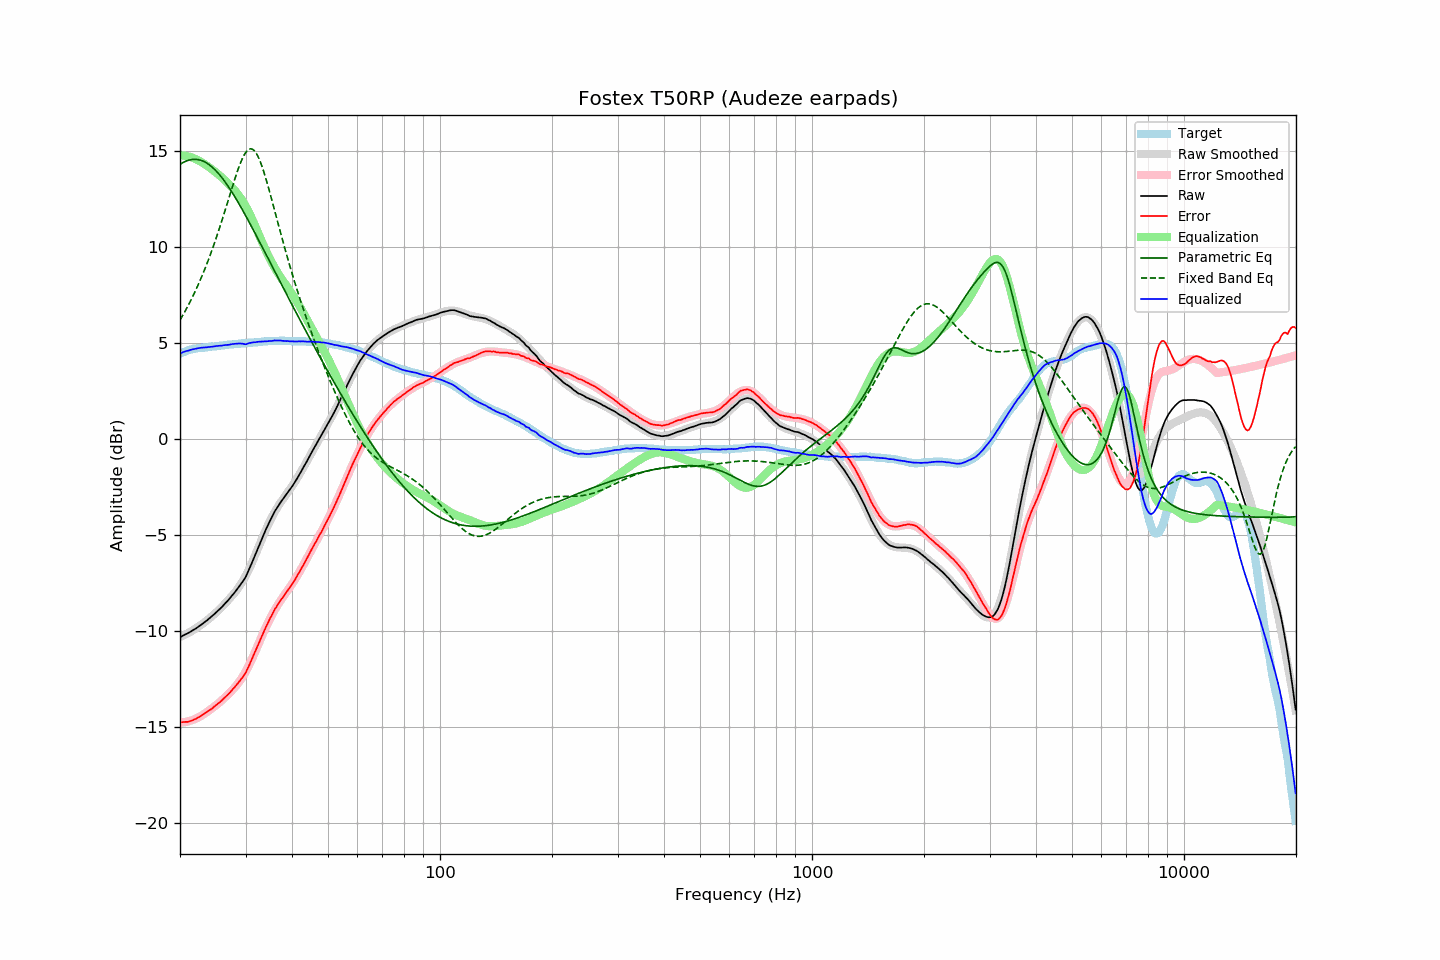 Fostex T50RP (Audeze earpads)
Target
Raw Smoothed
Error Smoothed
Raw
Error
Equalization
Parametric Eq
Fixed Band Eq
Equalized
Amplitude (dBr)
15
10
5
0
−5
−10
−15
−20
100
1000
10000
Frequency (Hz)